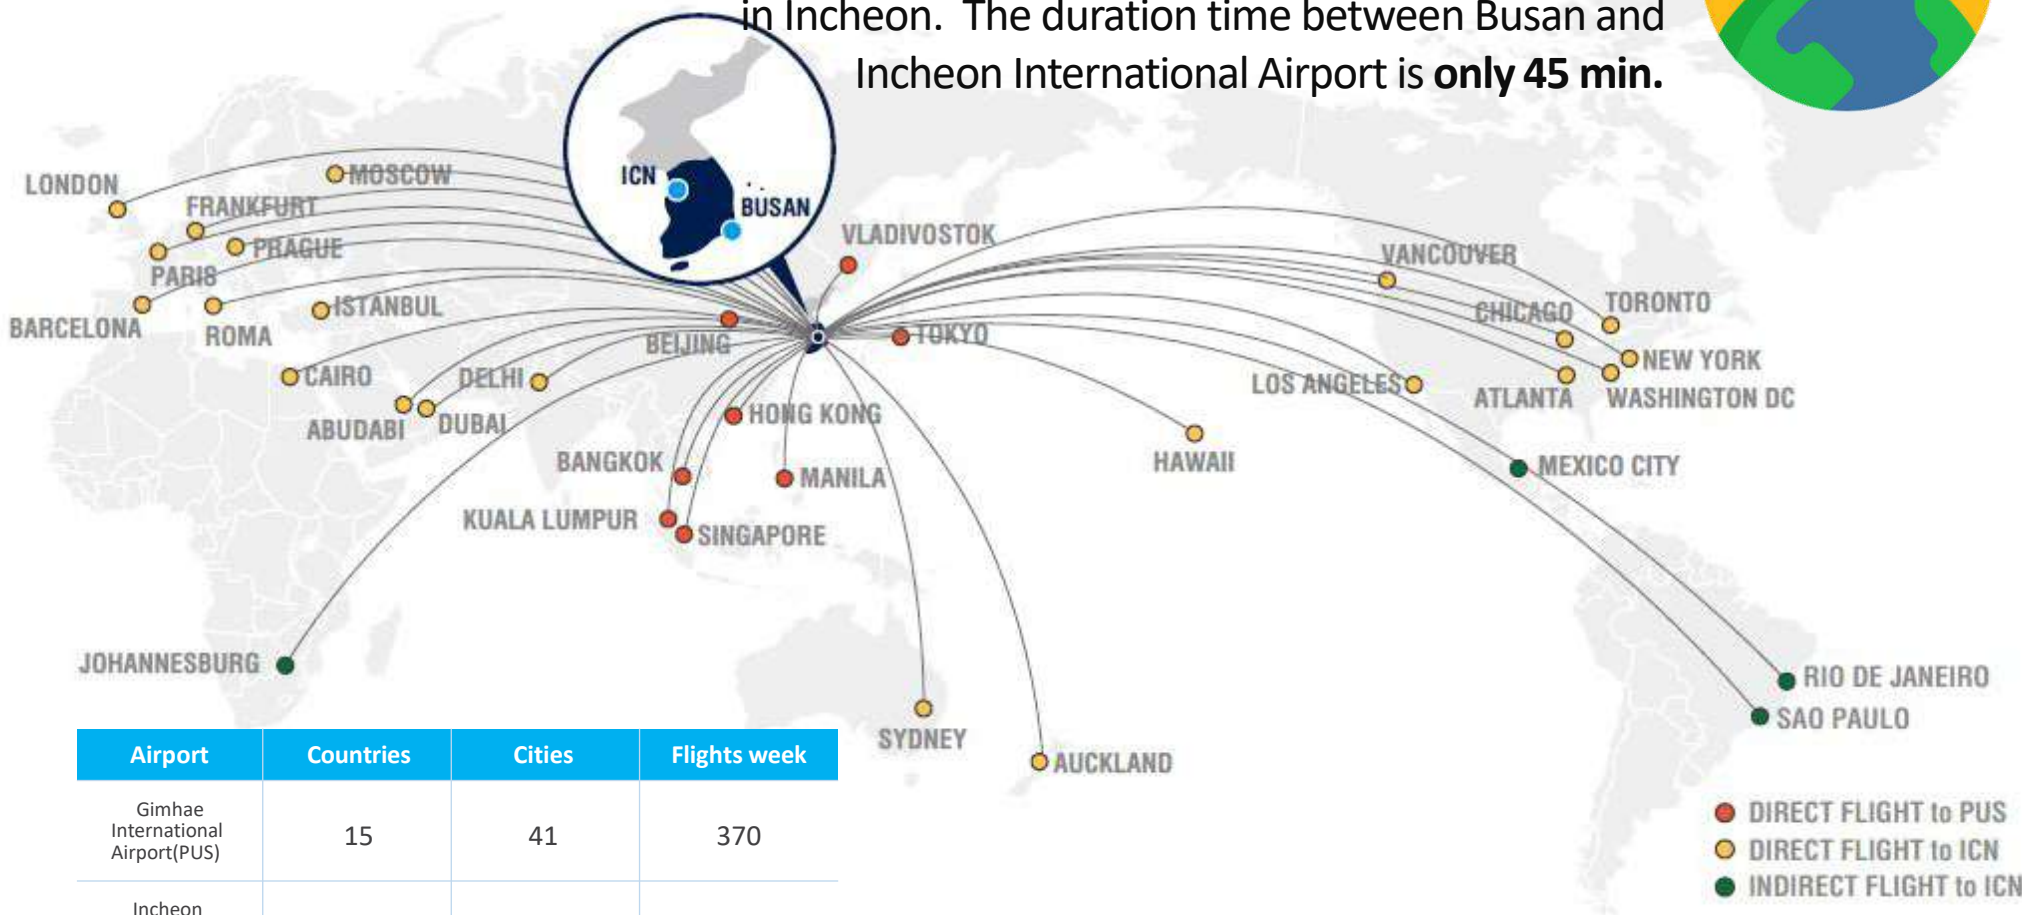 in Incheon. The duration time between Busan and
Incheon International Airport is only 45 min.
ICN
BUSAN
LONDON
MOSCOW
FRANKFURT
PRAGUE
PARIS
BARCELONA
ROMA
ISTANBUL
CAIRO
ABUDABI
DUBAI
DELHI
BEIJING
VLADIVOSTOK
TOKYO
HONG KONG
BANGKOK
MANILA
KUALA LUMPUR
SINGAPORE
VANCOUVER
CHICAGO
TORONTO
NEW YORK
LOS ANGELES
ATLANTA
WASHINGTON DC
HAWAII
MEXICO CITY
JOHANNESBURG
SYDNEY
AUCKLAND
RIO DE JANEIRO
SAO PAULO
Airport Countries Cities Flights week
Gimhae
International
Airport(PUS)
15 41 370
Incheon
DIRECT FLIGHT to PUS
DIRECT FLIGHT to ICN
INDIRECT FLIGHT to ICN